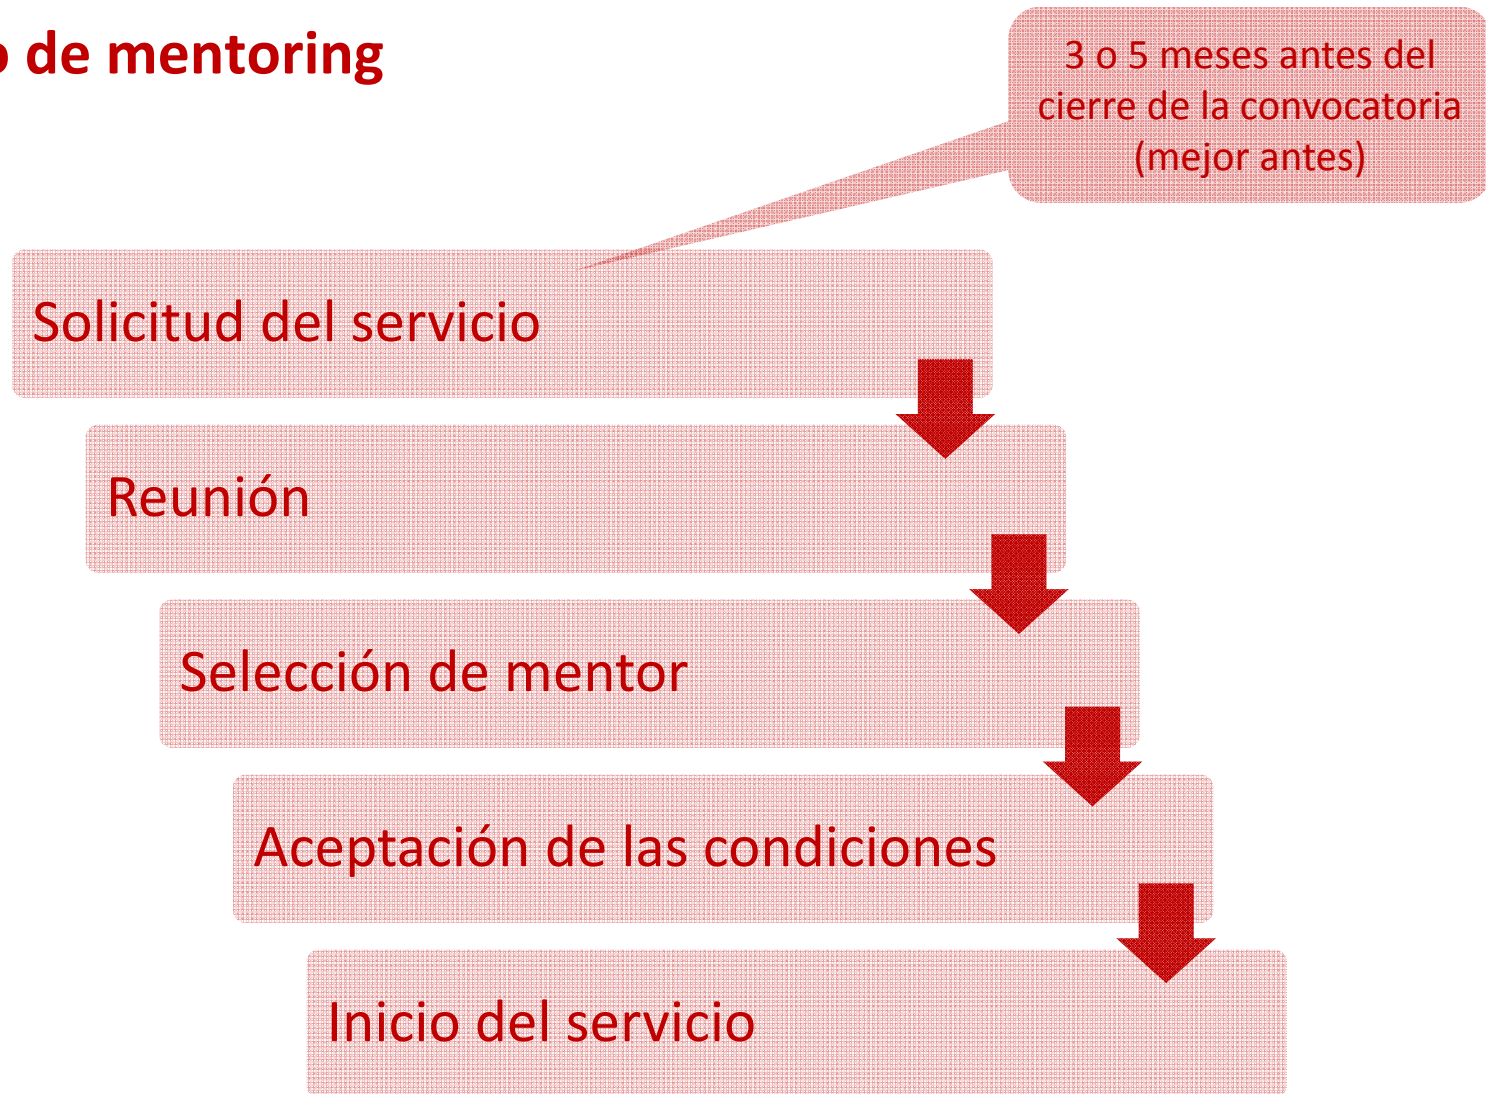 de mentoring
3 o 5 meses antes del
cierre de la convocatoria
(mejor antes)
Solicitud del servicio
Reunión
Selección de mentor
Aceptación de las condiciones
Inicio del servicio